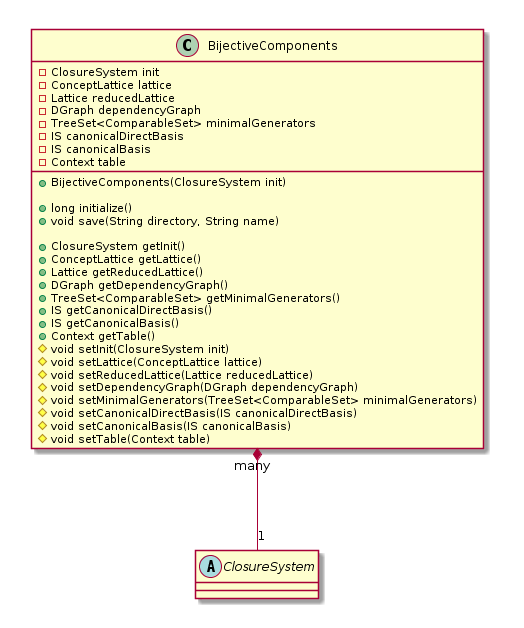 C BijectiveComponents
ClosureSystem init
ConceptLattice lattice
Lattice reducedLattice
DGraph dependencyGraph
TreeSet<ComparableSet> minimalGenerators
IS canonicalDirectBasis
IS canonicalBasis
Context table
BijectiveComponents(ClosureSystem init)
long initialize()
void save(String directory, String name)
ClosureSystem getInit()
ConceptLattice getLattice()
Lattice getReducedLattice()
DGraph getDependencyGraph()
TreeSet<ComparableSet> getMinimalGenerators()
IS getCanonicalDirectBasis()
IS getCanonicalBasis()
Context getTable()
void setInit(ClosureSystem init)
void setLattice(ConceptLattice lattice)
void setReducedLattice(Lattice reducedLattice)
void setDependencyGraph(DGraph dependencyGraph)
void setMinimalGenerators(TreeSet<ComparableSet> minimalGenerators)
void setCanonicalDirectBasis(IS canonicalDirectBasis)
void setCanonicalBasis(IS canonicalBasis)
void setTable(Context table)
many
1
A ClosureSystem